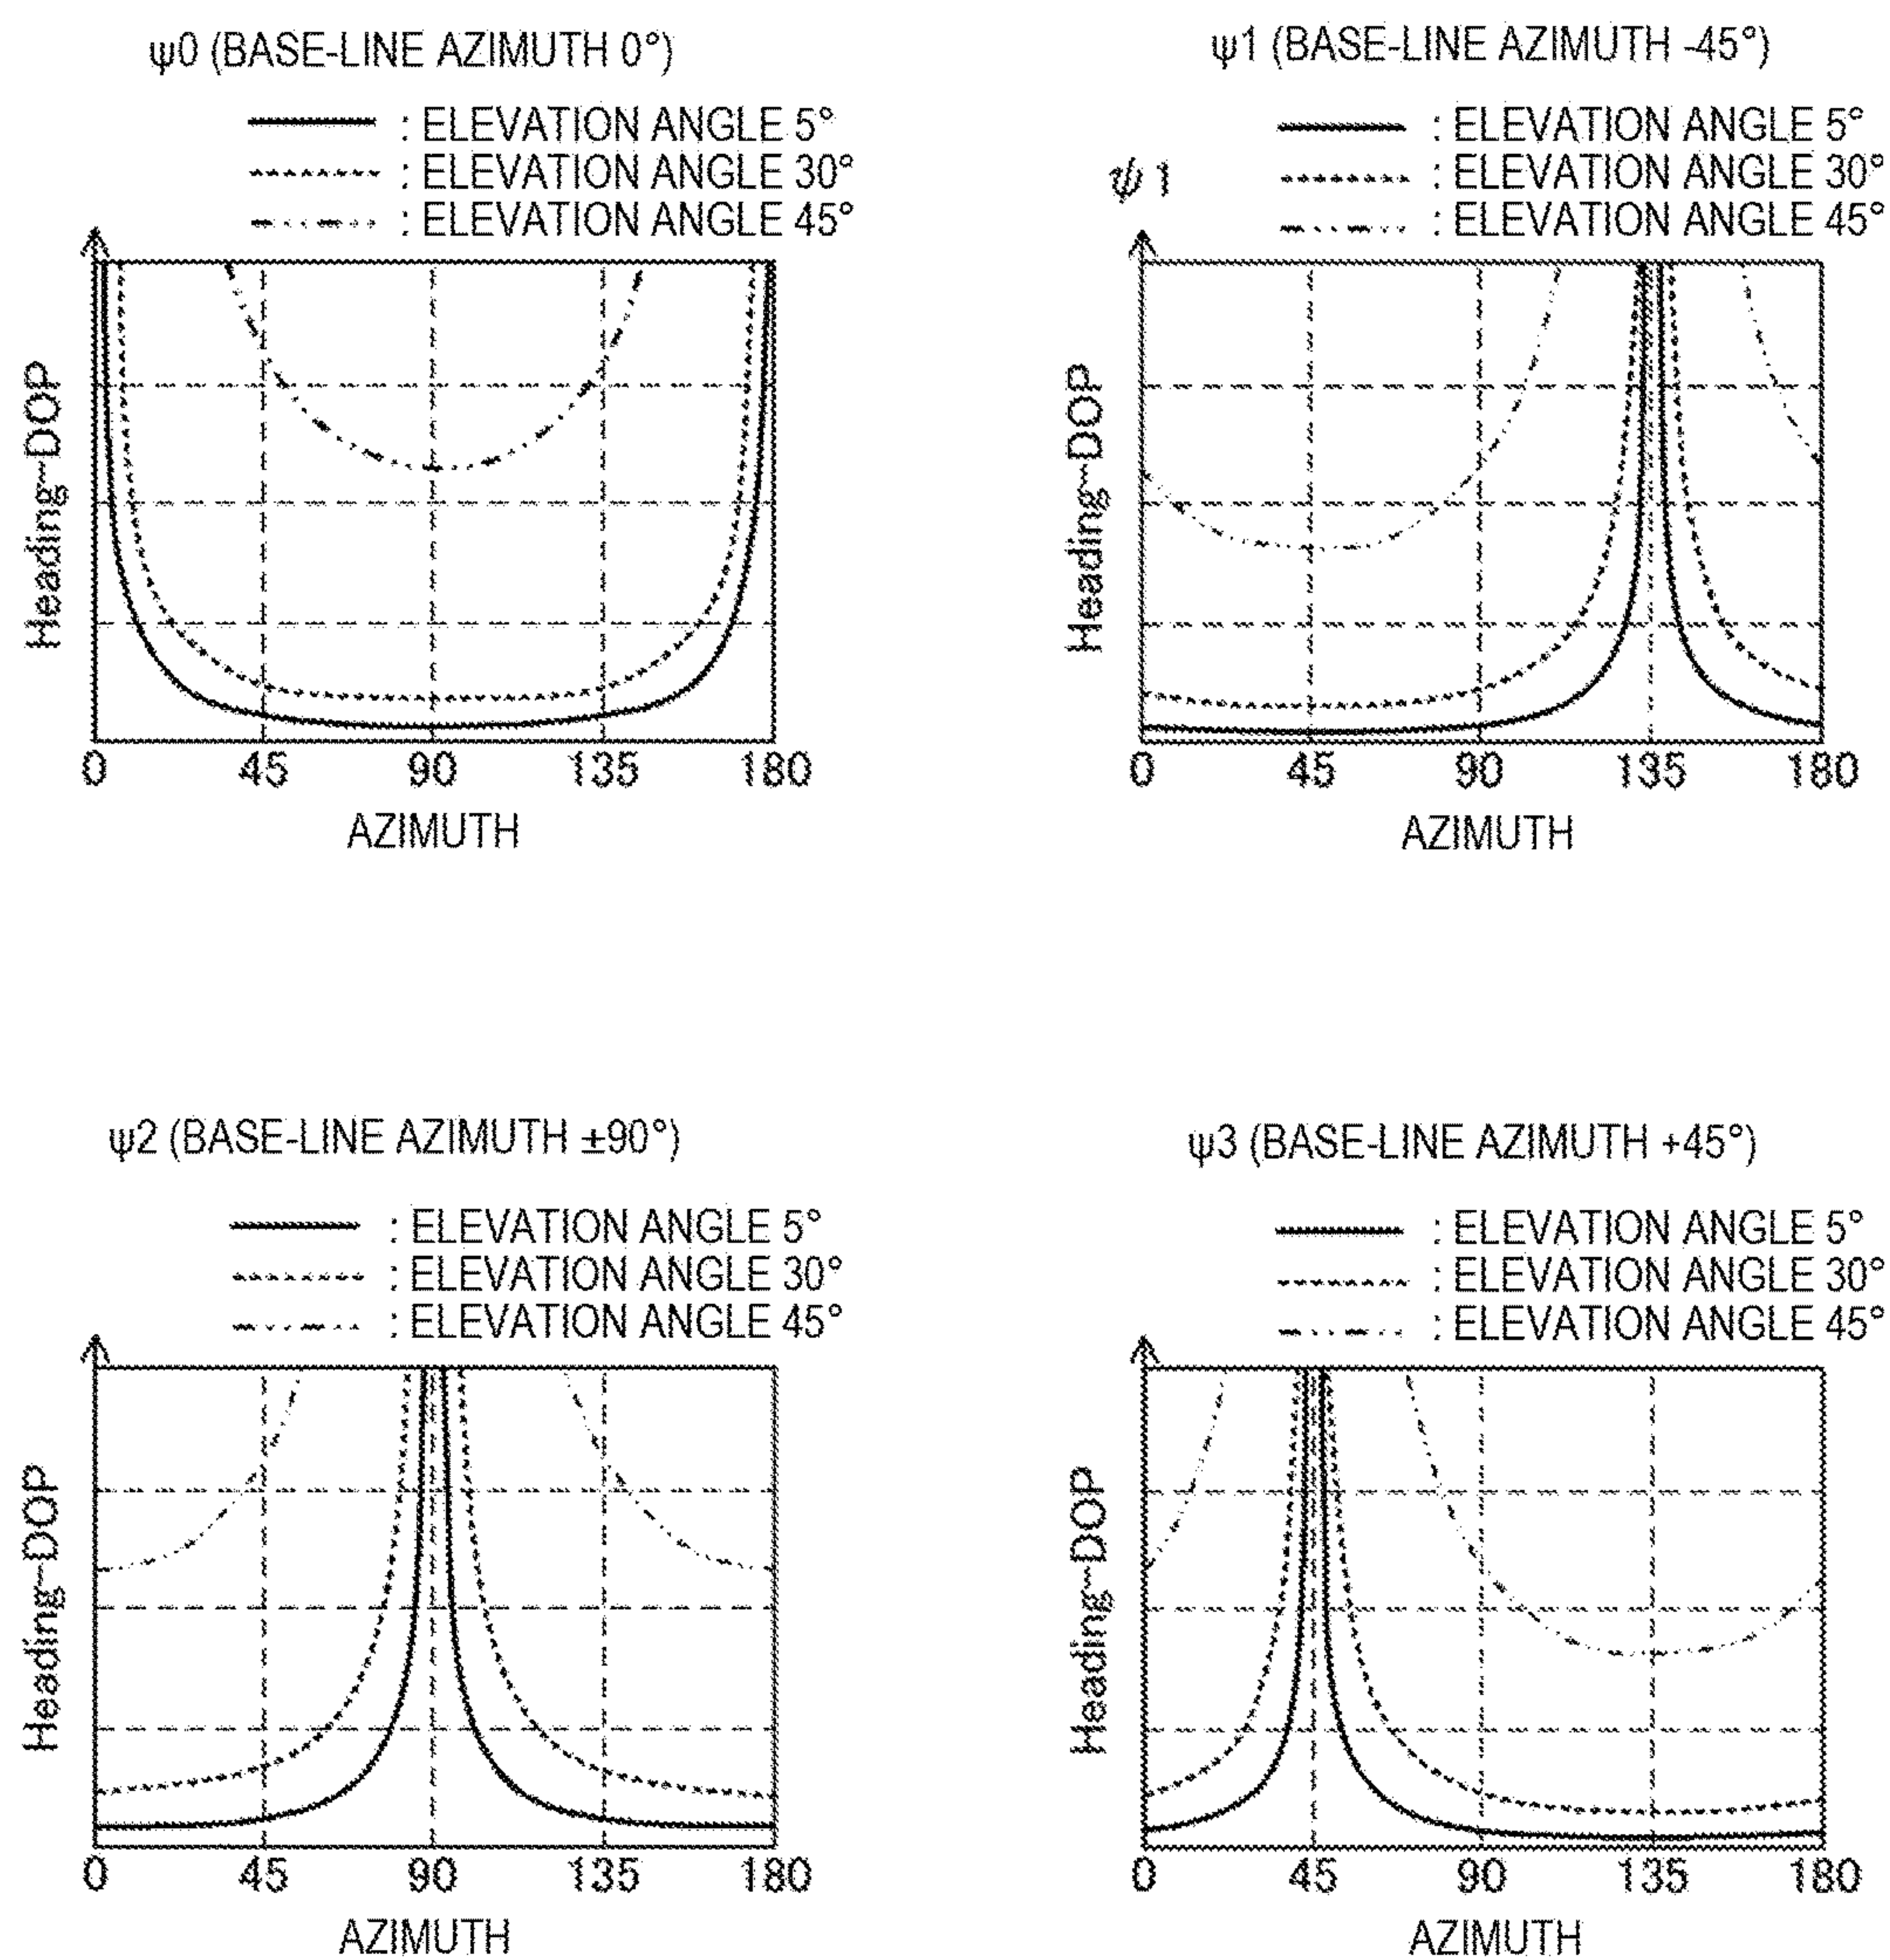 ψ0 (BASE-LINE AZIMUTH 0°)
: ELEVATION ANGLE 5°
: ELEVATION ANGLE 30°
: ELEVATION ANGLE 45°
Heading-DOP
0 45 90 135 180
AZIMUTH
ψ1 (BASE-LINE AZIMUTH -45°)
: ELEVATION ANGLE 5°
ψ 1
: ELEVATION ANGLE 30°
: ELEVATION ANGLE 45°
Heading-DOP
0 45 90 135 180
AZIMUTH
ψ2 (BASE-LINE AZIMUTH ±90°)
: ELEVATION ANGLE 5°
: ELEVATION ANGLE 30°
: ELEVATION ANGLE 45°
Heading-DOP
0 45 90 135 180
AZIMUTH
ψ3 (BASE-LINE AZIMUTH +45°)
: ELEVATION ANGLE 5°
: ELEVATION ANGLE 30°
: ELEVATION ANGLE 45°
Heading-DOP
0 45 90 135 180
AZIMUTH